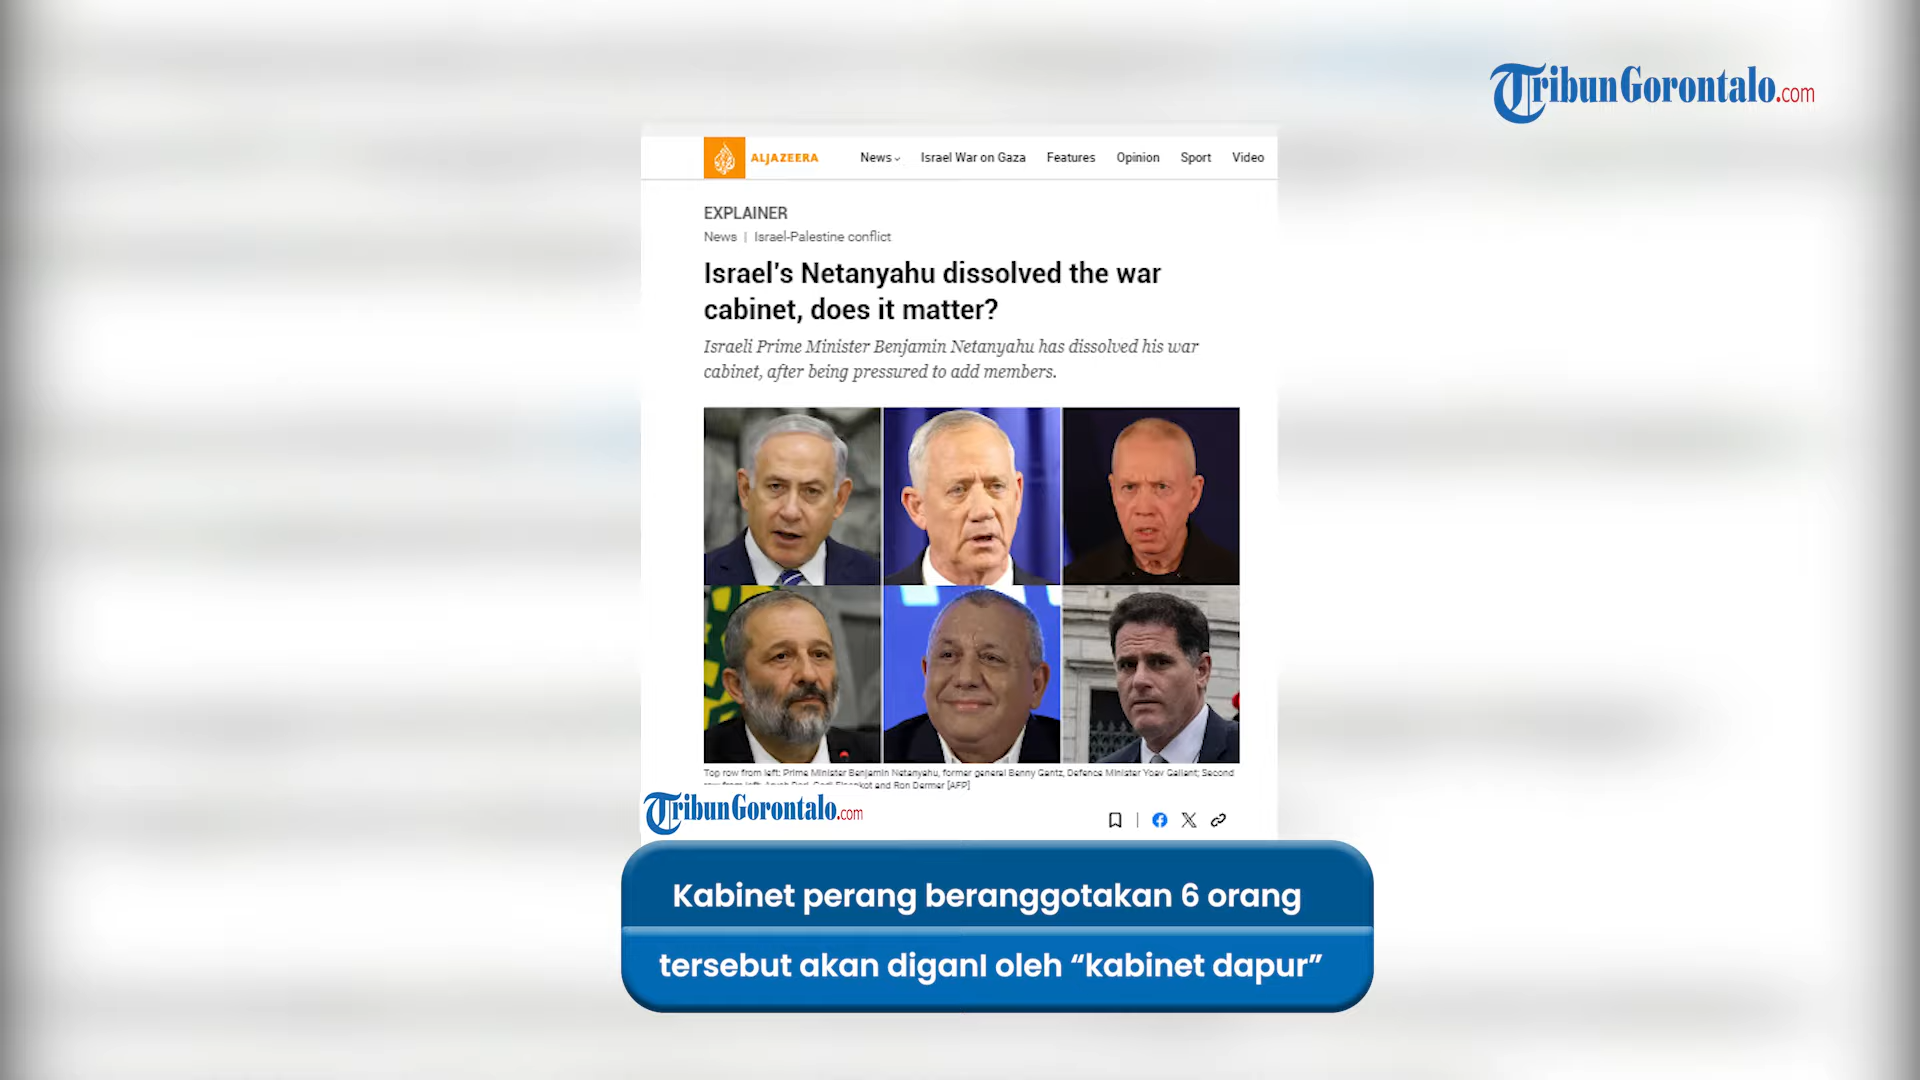 TribunGorontalo.com
ALJAZEERA News Israel War on Gaza Features Opinion Sport Video
EXPLAINER
News | Israel-Palestine conflict
Israel's Netanyahu dissolved the war
cabinet, does it matter?
Israeli Prime Minister Benjamin Netanyahu has dissolved his war
cabinet, after being pressured to add members.
Top row from left: Prime Minister Benjamin Netanyahu, former general Benny Gantz, Defence Minister Yoav Gallant; Second
and Ron Dermer [AFP]
TribunGorontalo.com
Kabinet perang beranggotakan 6 orang
tersebut akan diganI oleh “kabinet dapur”